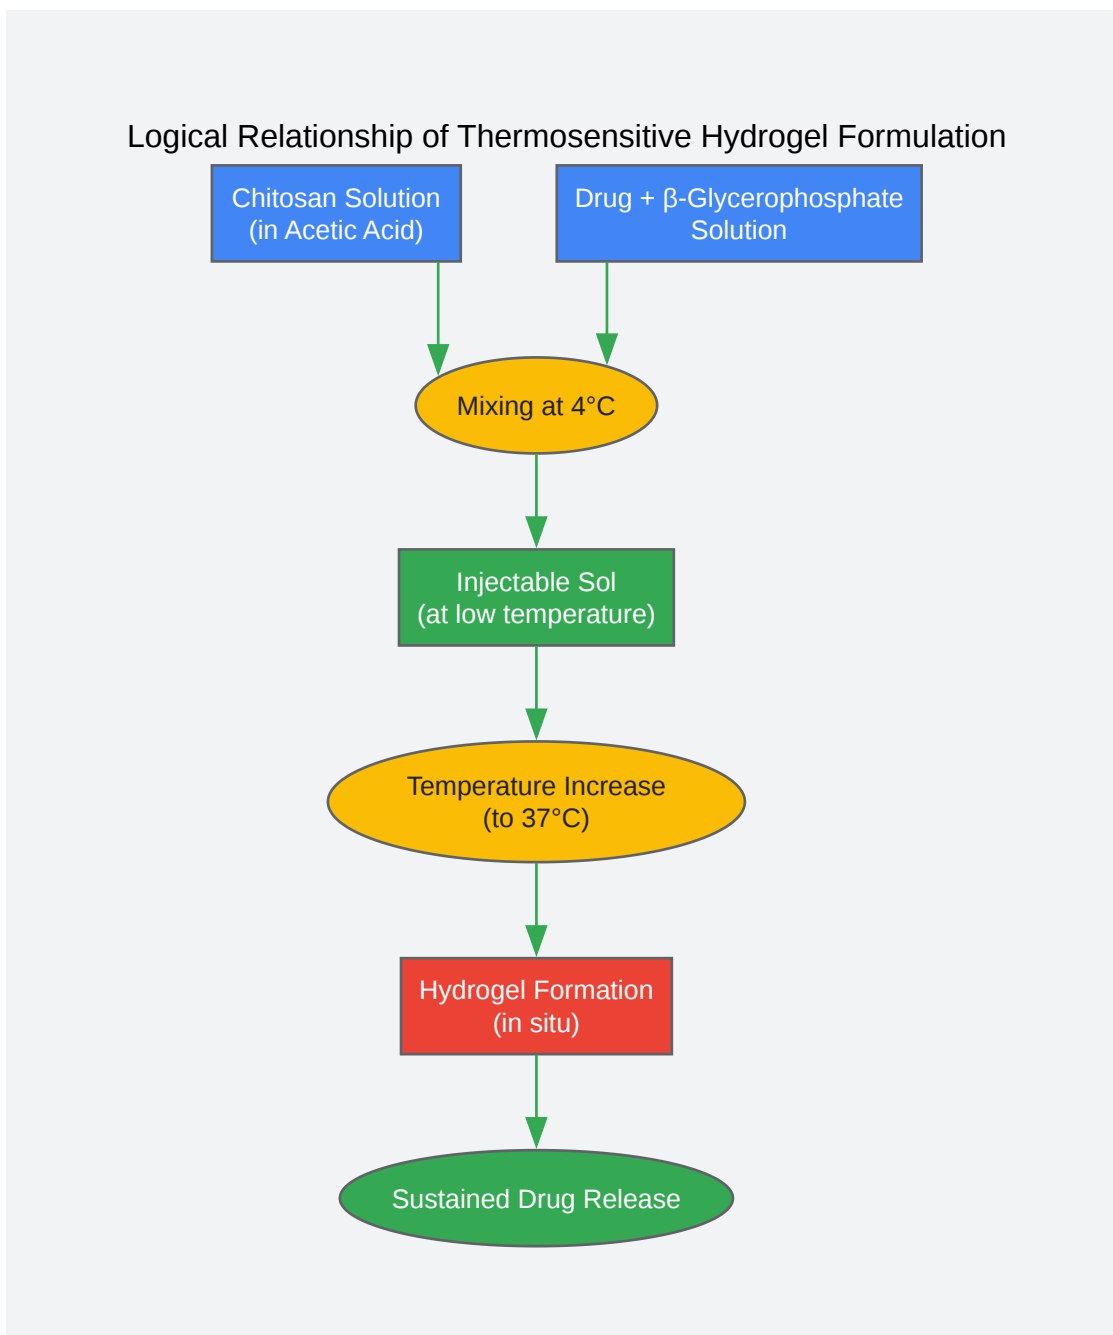 Logical Relationship of Thermosensitive Hydrogel Formulation
Chitosan Solution
(in Acetic Acid)
Drug + β-Glycerophosphate
Solution
Mixing at 4°C
Injectable Sol
(at low temperature)
Temperature Increase
(to 37°C)
Hydrogel Formation
(in situ)
Sustained Drug Release